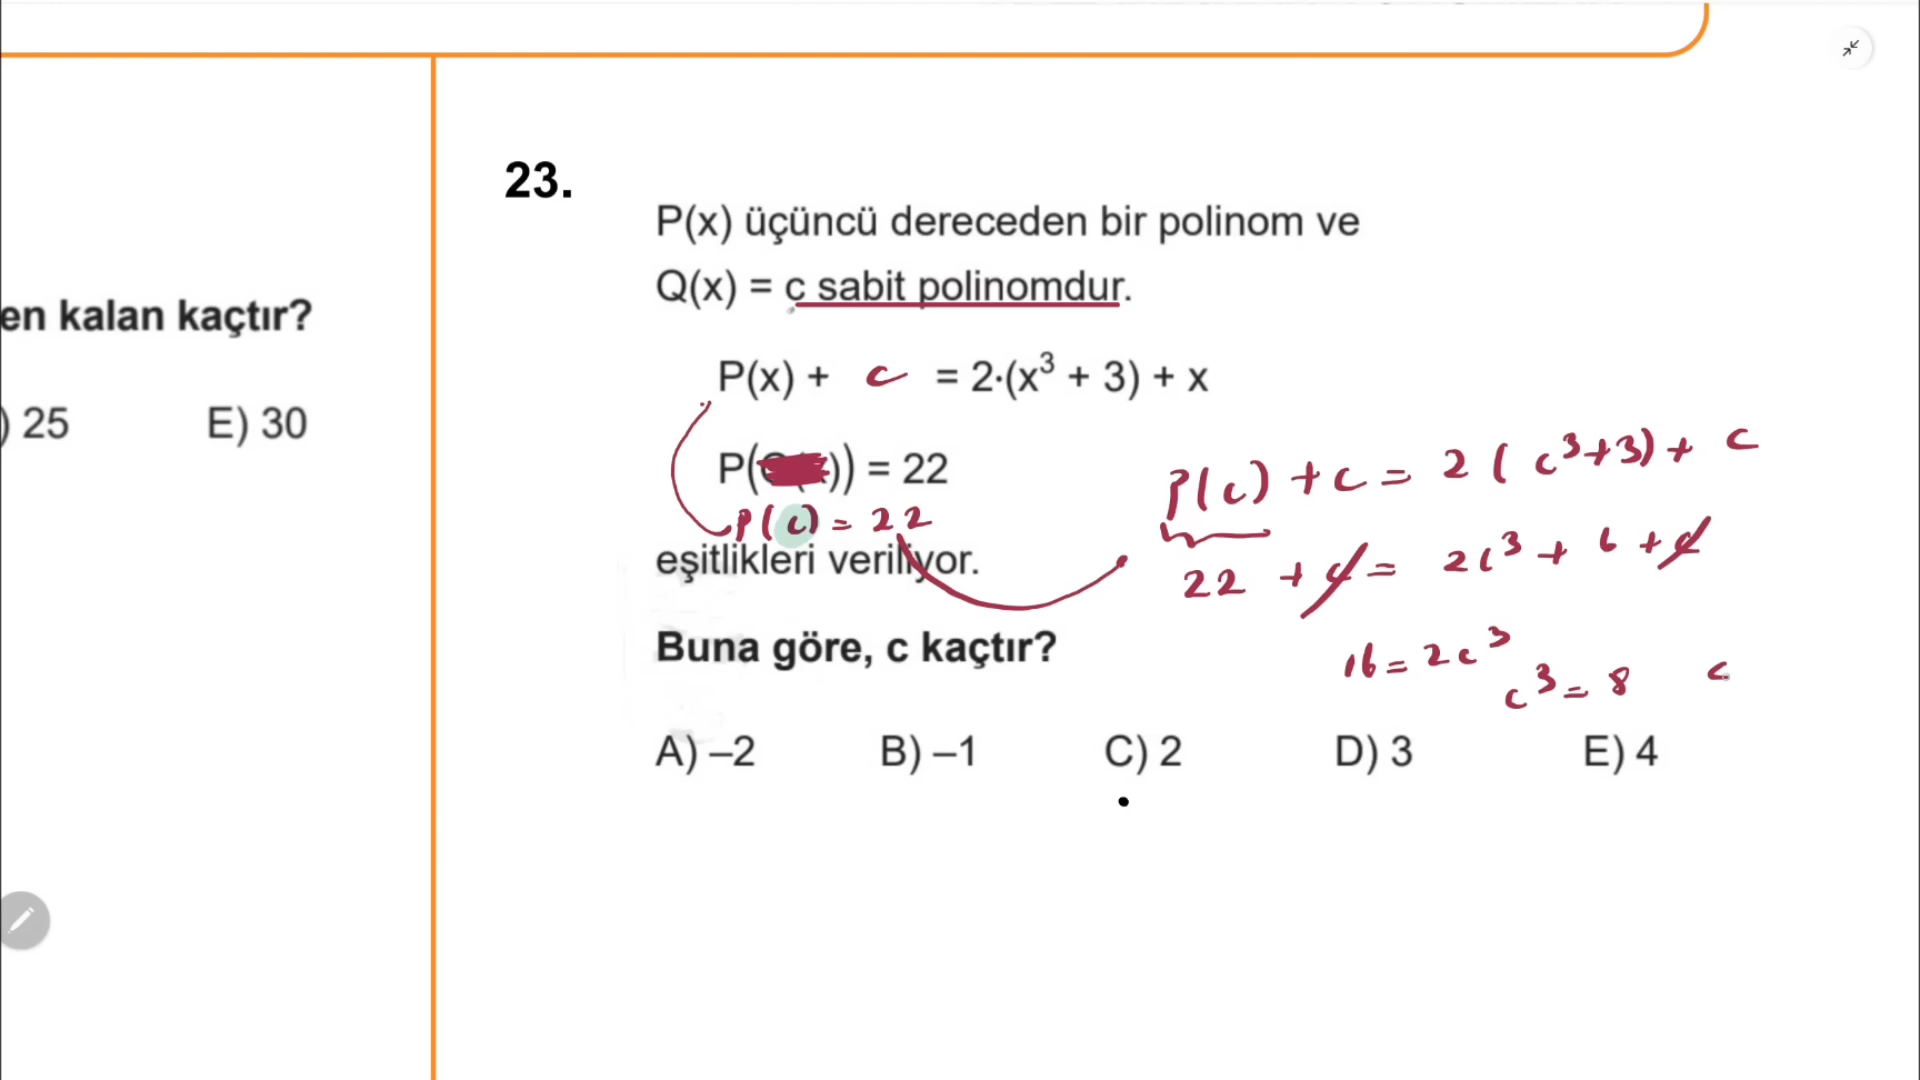 en kalan kaçtır?
) 25 E) 30
23.
P(x) üçüncü dereceden bir polinom ve
Q(x) = c sabit polinomdur.
P(x) + c = 2·(x³ + 3) + x
P( )) = 22
P(c) = 22
eşitlikleri veriliyor.
Buna göre, c kaçtır?
A) –2 B) –1 C) 2 D) 3 E) 4
P(c) + c = 2 ( c³+3) + c
22 + c = 2c³ + 6 + c
16 = 2c³
c³ = 8 c